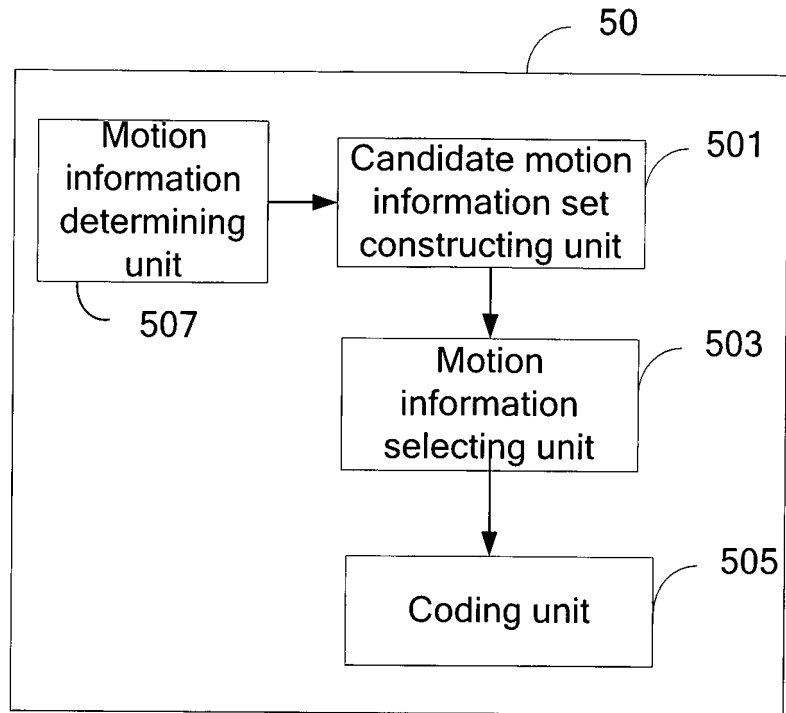 50
Motion
information
determining
unit
507
Candidate motion
information set
constructing unit
501
Motion
information
selecting unit
503
Coding unit
505